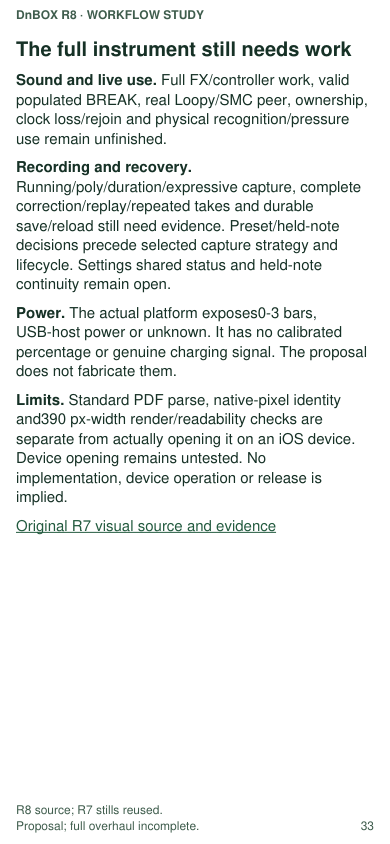 DnBOX R8 · WORKFLOW STUDY
The full instrument still needs work
Sound and live use. Full FX/controller work, valid
populated BREAK, real Loopy/SMC peer, ownership,
clock loss/rejoin and physical recognition/pressure
use remain unfinished.
Recording and recovery.
Running/poly/duration/expressive capture, complete
correction/replay/repeated takes and durable
save/reload still need evidence. Preset/held-note
decisions precede selected capture strategy and
lifecycle. Settings shared status and held-note
continuity remain open.
Power. The actual platform exposes0-3 bars,
USB-host power or unknown. It has no calibrated
percentage or genuine charging signal. The proposal
does not fabricate them.
Limits. Standard PDF parse, native-pixel identity
and390 px-width render/readability checks are
separate from actually opening it on an iOS device.
Device opening remains untested. No
implementation, device operation or release is
implied.
Original R7 visual source and evidence
R8 source; R7 stills reused.
Proposal; full overhaul incomplete.
33